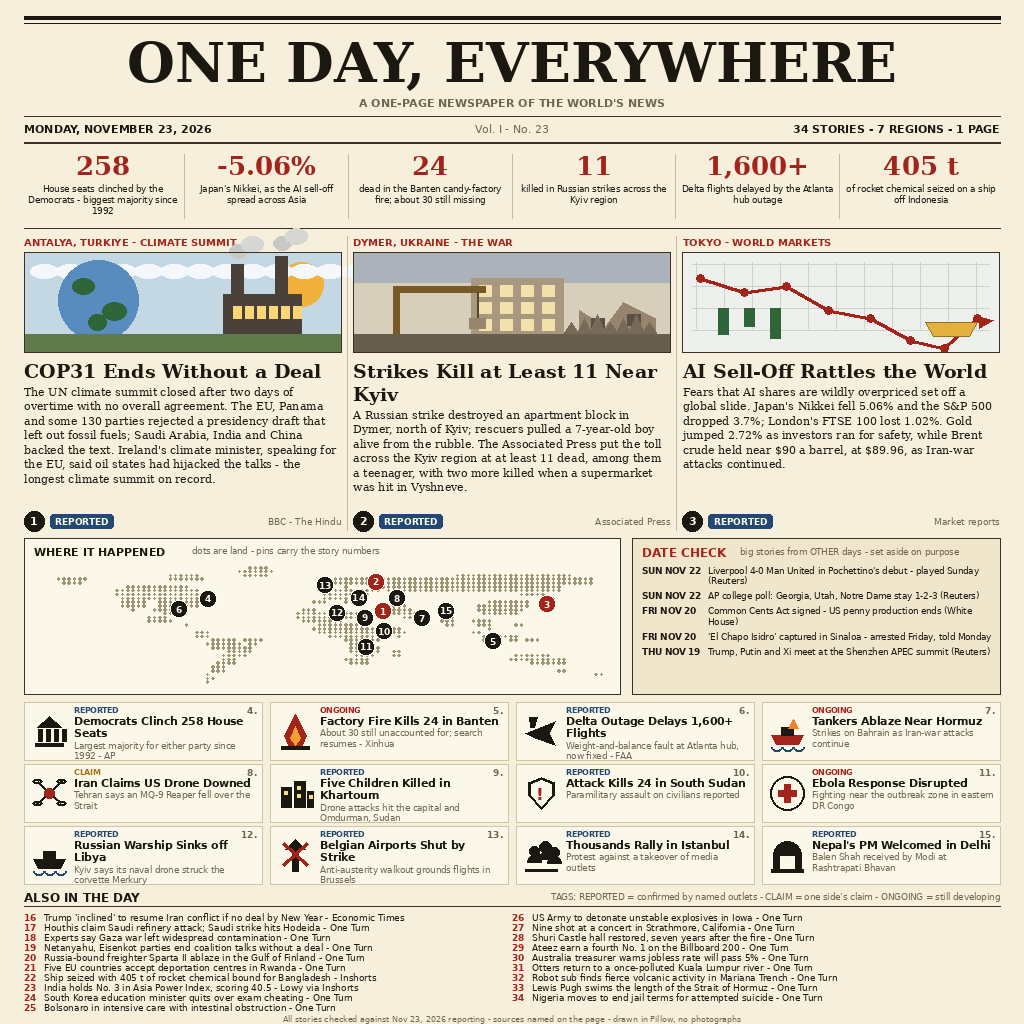 ONE DAY, EVERYWHERE
A ONE-PAGE NEWSPAPER OF THE WORLD'S NEWS
MONDAY, NOVEMBER 23, 2026
Vol. I - No. 23
34 STORIES - 7 REGIONS - 1 PAGE
258
House seats clinched by the
Democrats - biggest majority since
1992
-5.06%
Japan's Nikkei, as the AI sell-off
spread across Asia
24
dead in the Banten candy-factory
fire; about 30 still missing
11
killed in Russian strikes across the
Kyiv region
1,600+
Delta flights delayed by the Atlanta
hub outage
405 t
of rocket chemical seized on a ship
off Indonesia
ANTALYA, TURKIYE - CLIMATE SUMMIT
COP31 Ends Without a Deal
The UN climate summit closed after two days of
overtime with no overall agreement. The EU, Panama
and some 130 parties rejected a presidency draft that
left out fossil fuels; Saudi Arabia, India and China
backed the text. Ireland's climate minister, speaking for
the EU, said oil states had hijacked the talks - the
longest climate summit on record.
1 REPORTED
BBC - The Hindu
DYMER, UKRAINE - THE WAR
Strikes Kill at Least 11 Near
Kyiv
A Russian strike destroyed an apartment block in
Dymer, north of Kyiv; rescuers pulled a 7-year-old boy
alive from the rubble. The Associated Press put the toll
across the Kyiv region at at least 11 dead, among them
a teenager, with two more killed when a supermarket
was hit in Vyshneve.
2 REPORTED
Associated Press
TOKYO - WORLD MARKETS
AI Sell-Off Rattles the World
Fears that AI shares are wildly overpriced set off a
global slide. Japan's Nikkei fell 5.06% and the S&P 500
dropped 3.7%; London's FTSE 100 lost 1.02%. Gold
jumped 2.72% as investors ran for safety, while Brent
crude held near $90 a barrel, at $89.96, as Iran-war
attacks continued.
3 REPORTED
Market reports
WHERE IT HAPPENED
dots are land - pins carry the story numbers
13
2
4
14
8
3
6
12
9
1
7
15
10
5
11
DATE CHECK
big stories from OTHER days - set aside on purpose
SUN NOV 22 Liverpool 4-0 Man United in Pochettino's debut - played Sunday
(Reuters)
SUN NOV 22 AP college poll: Georgia, Utah, Notre Dame stay 1-2-3 (Reuters)
FRI NOV 20 Common Cents Act signed - US penny production ends (White
House)
FRI NOV 20 'El Chapo Isidro' captured in Sinaloa - arrested Friday, told Monday
THU NOV 19 Trump, Putin and Xi meet at the Shenzhen APEC summit (Reuters)
REPORTED 4.
Democrats Clinch 258 House
Seats
Largest majority for either party since
1992 - AP
ONGOING 5.
Factory Fire Kills 24 in Banten
About 30 still unaccounted for; search
resumes - Xinhua
REPORTED 6.
Delta Outage Delays 1,600+
Flights
Weight-and-balance fault at Atlanta hub,
now fixed - FAA
ONGOING 7.
Tankers Ablaze Near Hormuz
Strikes on Bahrain as Iran-war attacks
continue
CLAIM 8.
Iran Claims US Drone Downed
Tehran says an MQ-9 Reaper fell over the
Strait
REPORTED 9.
Five Children Killed in
Khartoum
Drone attacks hit the capital and
Omdurman, Sudan
REPORTED 10.
Attack Kills 24 in South Sudan
Paramilitary assault on civilians reported
ONGOING 11.
Ebola Response Disrupted
Fighting near the outbreak zone in eastern
DR Congo
REPORTED 12.
Russian Warship Sinks off
Libya
Kyiv says its naval drone struck the
corvette Merkury
REPORTED 13.
Belgian Airports Shut by
Strike
Anti-austerity walkout grounds flights in
Brussels
REPORTED 14.
Thousands Rally in Istanbul
Protest against a takeover of media
outlets
REPORTED 15.
Nepal's PM Welcomed in Delhi
Balen Shah received by Modi at
Rashtrapati Bhavan
ALSO IN THE DAY
TAGS: REPORTED = confirmed by named outlets - CLAIM = one side's claim - ONGOING = still developing
16 Trump 'inclined' to resume Iran conflict if no deal by New Year - Economic Times
17 Houthis claim Saudi refinery attack; Saudi strike hits Hodeida - One Turn
18 Experts say Gaza war left widespread contamination - One Turn
19 Netanyahu, Eisenkot parties end coalition talks without a deal - One Turn
20 Russia-bound freighter Sparta II ablaze in the Gulf of Finland - One Turn
21 Five EU countries accept deportation centres in Rwanda - One Turn
22 Ship seized with 405 t of rocket chemical bound for Bangladesh - Inshorts
23 India holds No. 3 in Asia Power Index, scoring 40.5 - Lowy via Inshorts
24 South Korea education minister quits over exam cheating - One Turn
25 Bolsonaro in intensive care with intestinal obstruction - One Turn
26 US Army to detonate unstable explosives in Iowa - One Turn
27 Nine shot at a concert in Strathmore, California - One Turn
28 Shuri Castle hall restored, seven years after the fire - One Turn
29 Ateez earn a fourth No. 1 on the Billboard 200 - One Turn
30 Australia treasurer warns jobless rate will pass 5% - One Turn
31 Otters return to a once-polluted Kuala Lumpur river - One Turn
32 Robot sub finds fierce volcanic activity in Mariana Trench - One Turn
33 Lewis Pugh swims the length of the Strait of Hormuz - One Turn
34 Nigeria moves to end jail terms for attempted suicide - One Turn
All stories checked against Nov 23, 2026 reporting - sources named on the page - drawn in Pillow, no photographs